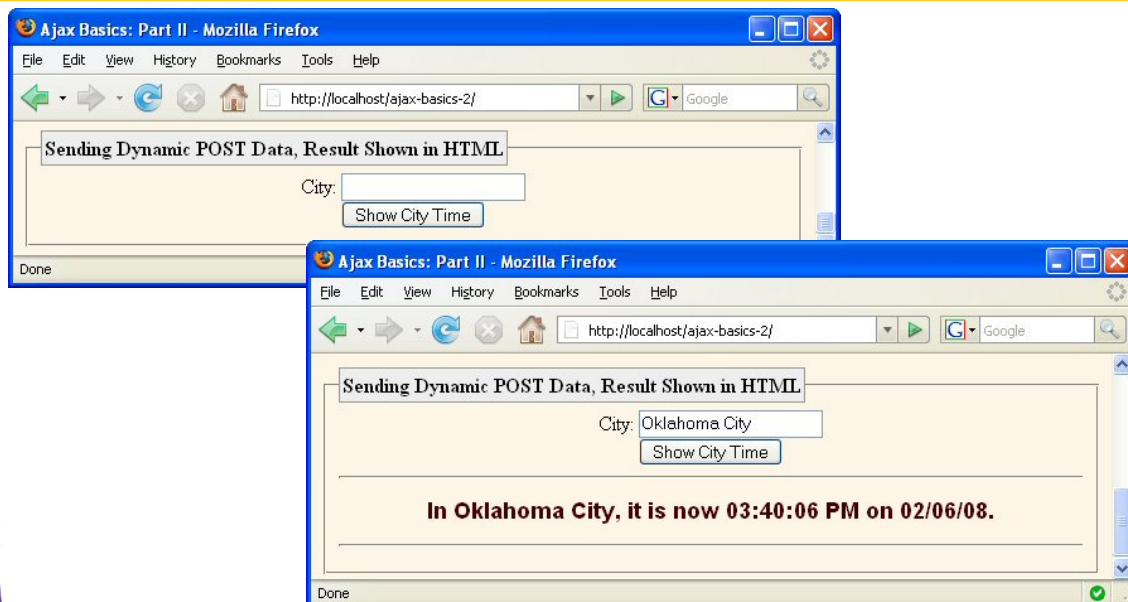 Ajax Basics: Part II - Mozilla Firefox
File Edit View History Bookmarks Tools Help
http://localhost/ajax-basics-2/ G Google
Sending Dynamic POST Data, Result Shown in HTML
City:
Show City Time
Done
Ajax Basics: Part II - Mozilla Firefox
File Edit View History Bookmarks Tools Help
http://localhost/ajax-basics-2/ G Google
Sending Dynamic POST Data, Result Shown in HTML
City: Oklahoma City
Show City Time
In Oklahoma City, it is now 03:40:06 PM on 02/06/08.
Done